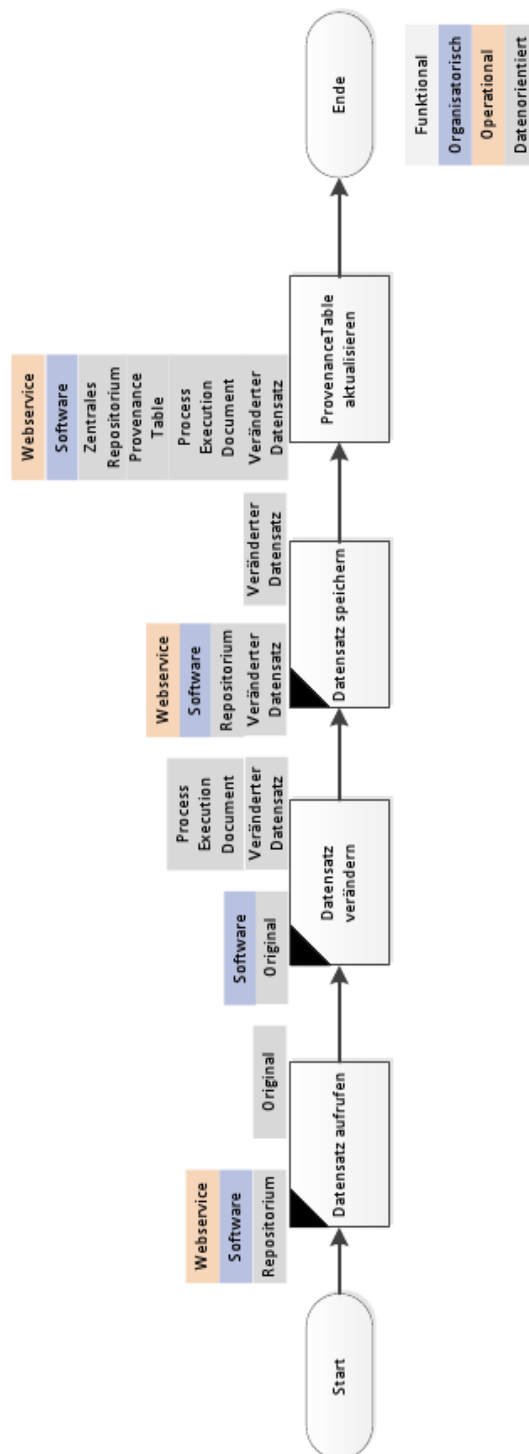 Start
Webservice
Software
Repositorium
Datensatz aufrufen
Original
Software
Original
Datensatz
verändern
Process
Execution
Document
Veränderter
Datensatz
Webservice
Software
Repositorium
Veränderter
Datensatz
Datensatz speichern
Veränderter
Datensatz
Webservice
Software
Zentrales
Repositorium
Provenance
Table
Process
Execution
Document
Veränderter
Datensatz
ProvenanceTable
aktualisieren
Ende
Funktional
Organisatorisch
Operational
Datenorientiert